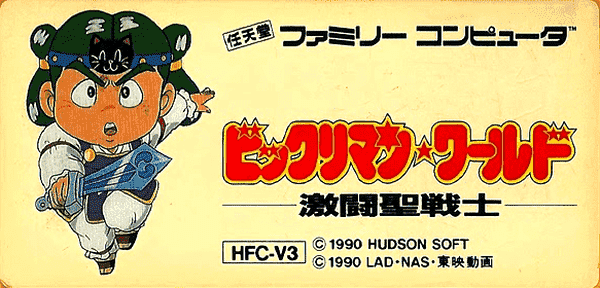 任天堂 ファミリー コンピュータ™
ビックリマン★ワールド
激闘聖戦士
HFC-V3
© 1990 HUDSON SOFT
© 1990 LAD・NAS・東映動画